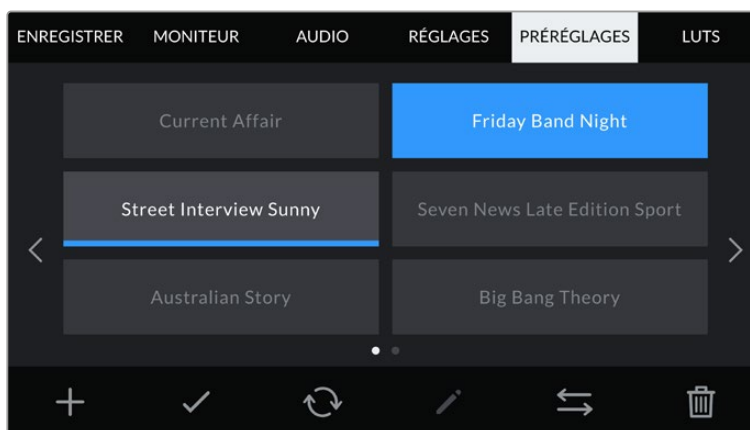 ENREGISTRER MONITEUR AUDIO RÉGLAGES PRÉRÉGLAGES LUTS
Current Affair Friday Band Night
Street Interview Sunny Seven News Late Edition Sport
Australian Story Big Bang Theory